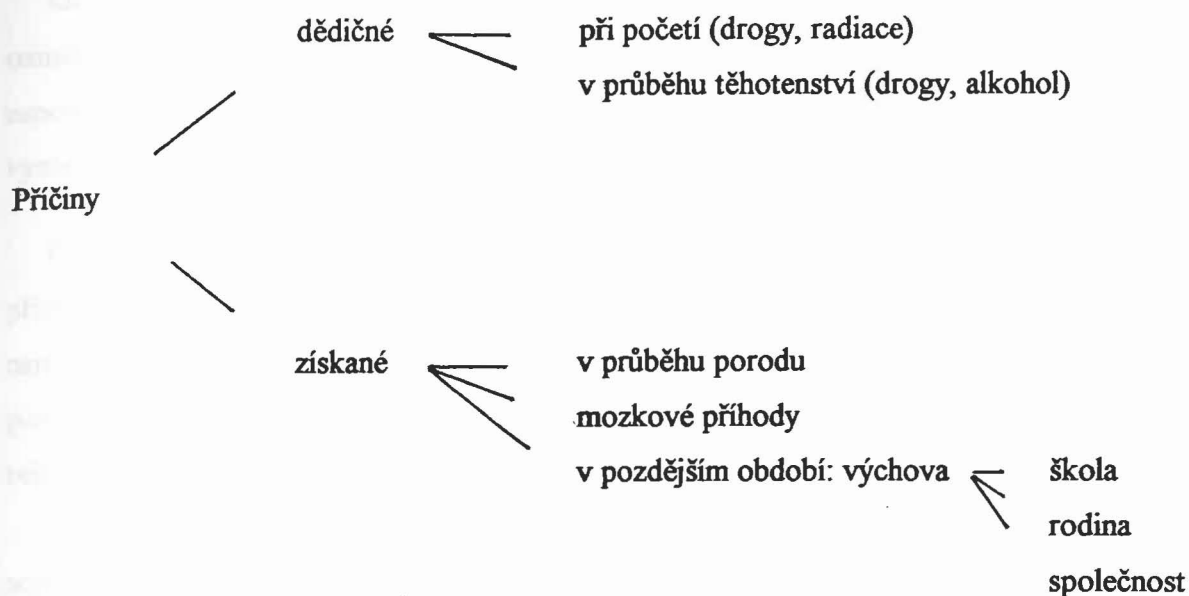 dědičné při početí (drogy, radiace)
v průběhu těhotenství (drogy, alkohol)
Příčiny
získané v průběhu porodu
mozkové příhody
v pozdějším období: výchova škola
rodina
společnost